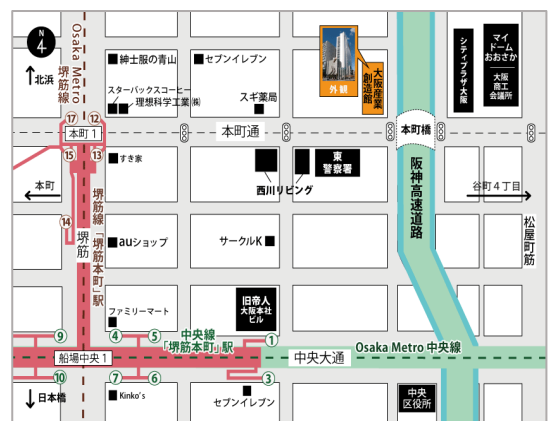 N
4
北浜
Osaka Metro
堺筋線
紳士服の青山
セブンイレブン
スターバックスコーヒー
理想科学工業㈱
スギ薬局
外観
大阪産業
創造館
シティプラザ大阪
マイ
ドーム
おおさか
大阪
商工
会議所
⑰
⑫
本町1
本町通
本町橋
⑮
⑬
すき家
西川リビング
東
警察署
阪神高速道路
本町
谷町4丁目
松屋町筋
⑭
堺筋
堺筋線「堺筋本町」駅
auショップ
サークルK
ファミリーマート
旧帝人
大阪本社
ビル
⑨
④
⑤
中央線
「堺筋本町」駅
①
船場中央1
中央大通
Osaka Metro 中央線
⑩
⑦
⑥
③
日本橋
Kinko's
セブンイレブン
中央
区役所